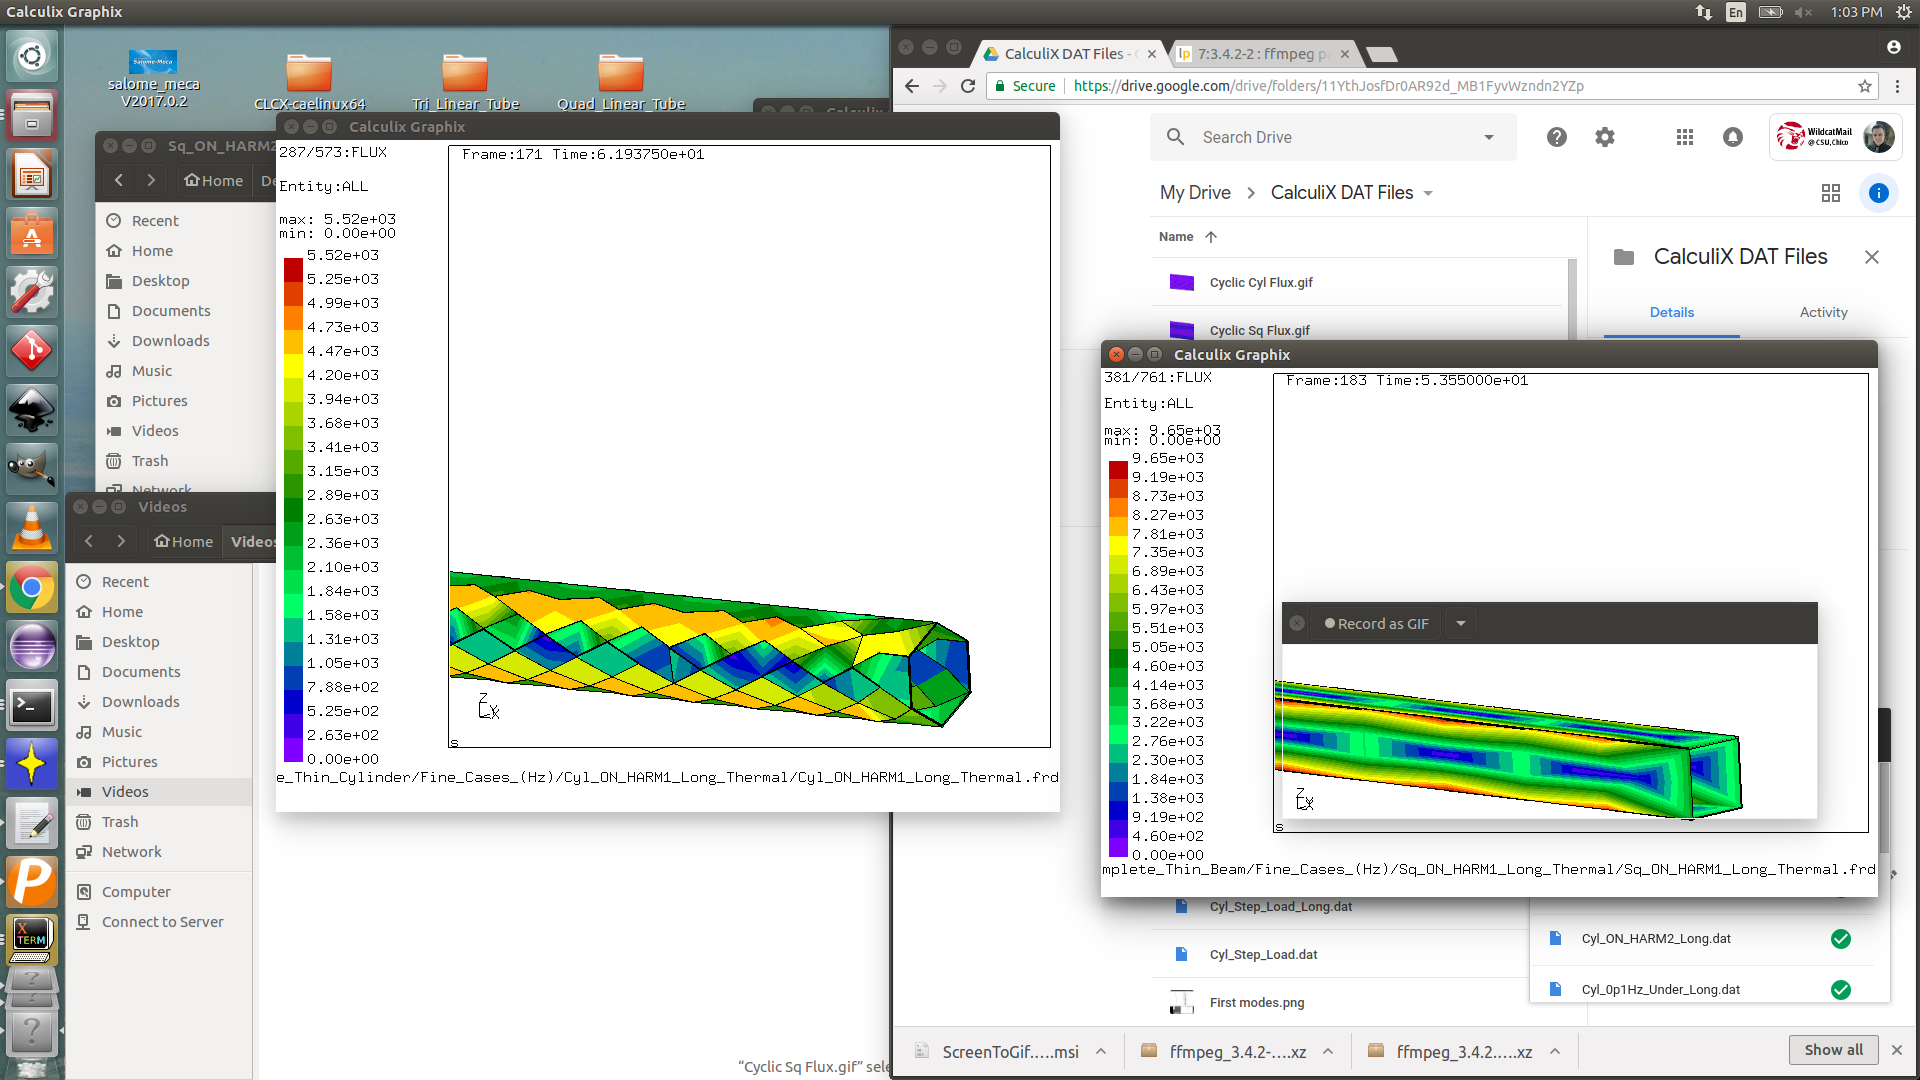 Calculix Graphix
En
1:03 PM
salome_meca
V2017.0.2
CLCX-caelinux64
Tri_Linear_Tube
Quad_Linear_Tube
Sq_ON_HARM2
Home
Recent
Home
Desktop
Documents
Downloads
Music
Pictures
Videos
Trash
Network
Videos
Home
Videos
Recent
Home
Desktop
Documents
Downloads
Music
Pictures
Videos
Trash
Network
Computer
Connect to Server
"Cyclic Sq Flux.gif" sele
Calculix Graphix
287/573:FLUX
Frame:171 Time:6.193750e+01
Entity:ALL
max: 5.52e+03
min: 0.00e+00
5.52e+03
5.25e+03
4.99e+03
4.73e+03
4.47e+03
4.20e+03
3.94e+03
3.68e+03
3.41e+03
3.15e+03
2.89e+03
2.63e+03
2.36e+03
2.10e+03
1.84e+03
1.58e+03
1.31e+03
1.05e+03
7.88e+02
5.25e+02
2.63e+02
0.00e+00
s
e_Thin_Cylinder/Fine_Cases_(Hz)/Cyl_ON_HARM1_Long_Thermal/Cyl_ON_HARM1_Long_Thermal.frd
CalculiX DAT Files -
7:3.4.2-2 : ffmpeg pa
Secure
https://drive.google.com/drive/folders/11YthJosfDr0AR92d_MB1FyvWzndn2YZp
Search Drive
WildcatMail
@ CSU, Chico
My Drive > CalculiX DAT Files
Name
Cyclic Cyl Flux.gif
Cyclic Sq Flux.gif
CalculiX DAT Files
Details
Activity
Calculix Graphix
381/761:FLUX
Frame:183 Time:5.355000e+01
Entity:ALL
max: 9.65e+03
min: 0.00e+00
9.65e+03
9.19e+03
8.73e+03
8.27e+03
7.81e+03
7.35e+03
6.89e+03
6.43e+03
5.97e+03
5.51e+03
5.05e+03
4.60e+03
4.14e+03
3.68e+03
3.22e+03
2.76e+03
2.30e+03
1.84e+03
1.38e+03
9.19e+02
4.60e+02
0.00e+00
Record as GIF
s
mplete_Thin_Beam/Fine_Cases_(Hz)/Sq_ON_HARM1_Long_Thermal/Sq_ON_HARM1_Long_Thermal.frd
Cyl_Step_Load_Long.dat
Cyl_Step_Load.dat
First modes.png
Cyl_ON_HARM2_Long.dat
Cyl_0p1Hz_Under_Long.dat
ScreenToGif.....msi
ffmpeg_3.4.2-....xz
ffmpeg_3.4.2.....xz
Show all
X TERM